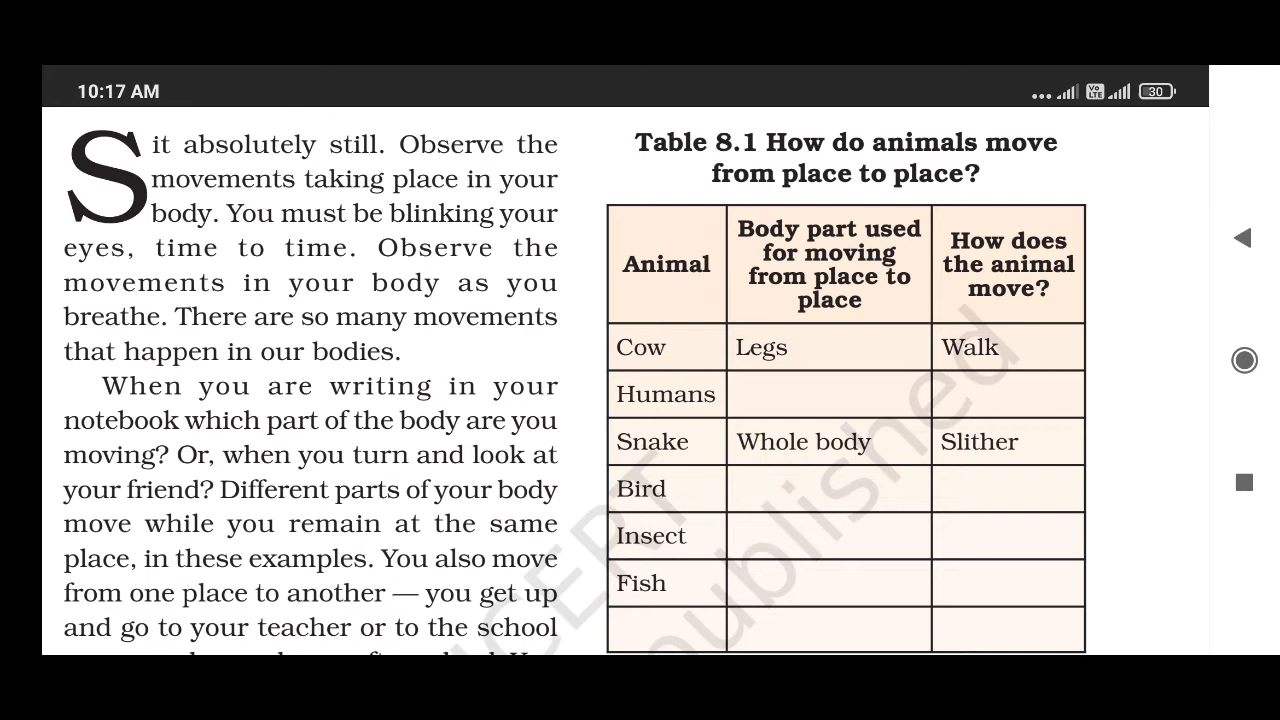 10:17 AM
Vo LTE
30
Sit absolutely still. Observe the
movements taking place in your
body. You must be blinking your
eyes, time to time. Observe the
movements in your body as you
breathe. There are so many movements
that happen in our bodies.
When you are writing in your
notebook which part of the body are you
moving? Or, when you turn and look at
your friend? Different parts of your body
move while you remain at the same
place, in these examples. You also move
from one place to another — you get up
and go to your teacher or to the school
Table 8.1 How do animals move
from place to place?
Animal
Body part used
for moving
from place to
place
How does
the animal
move?
Cow Legs Walk
Humans
Snake Whole body Slither
Bird
Insect
Fish
NCERT
published